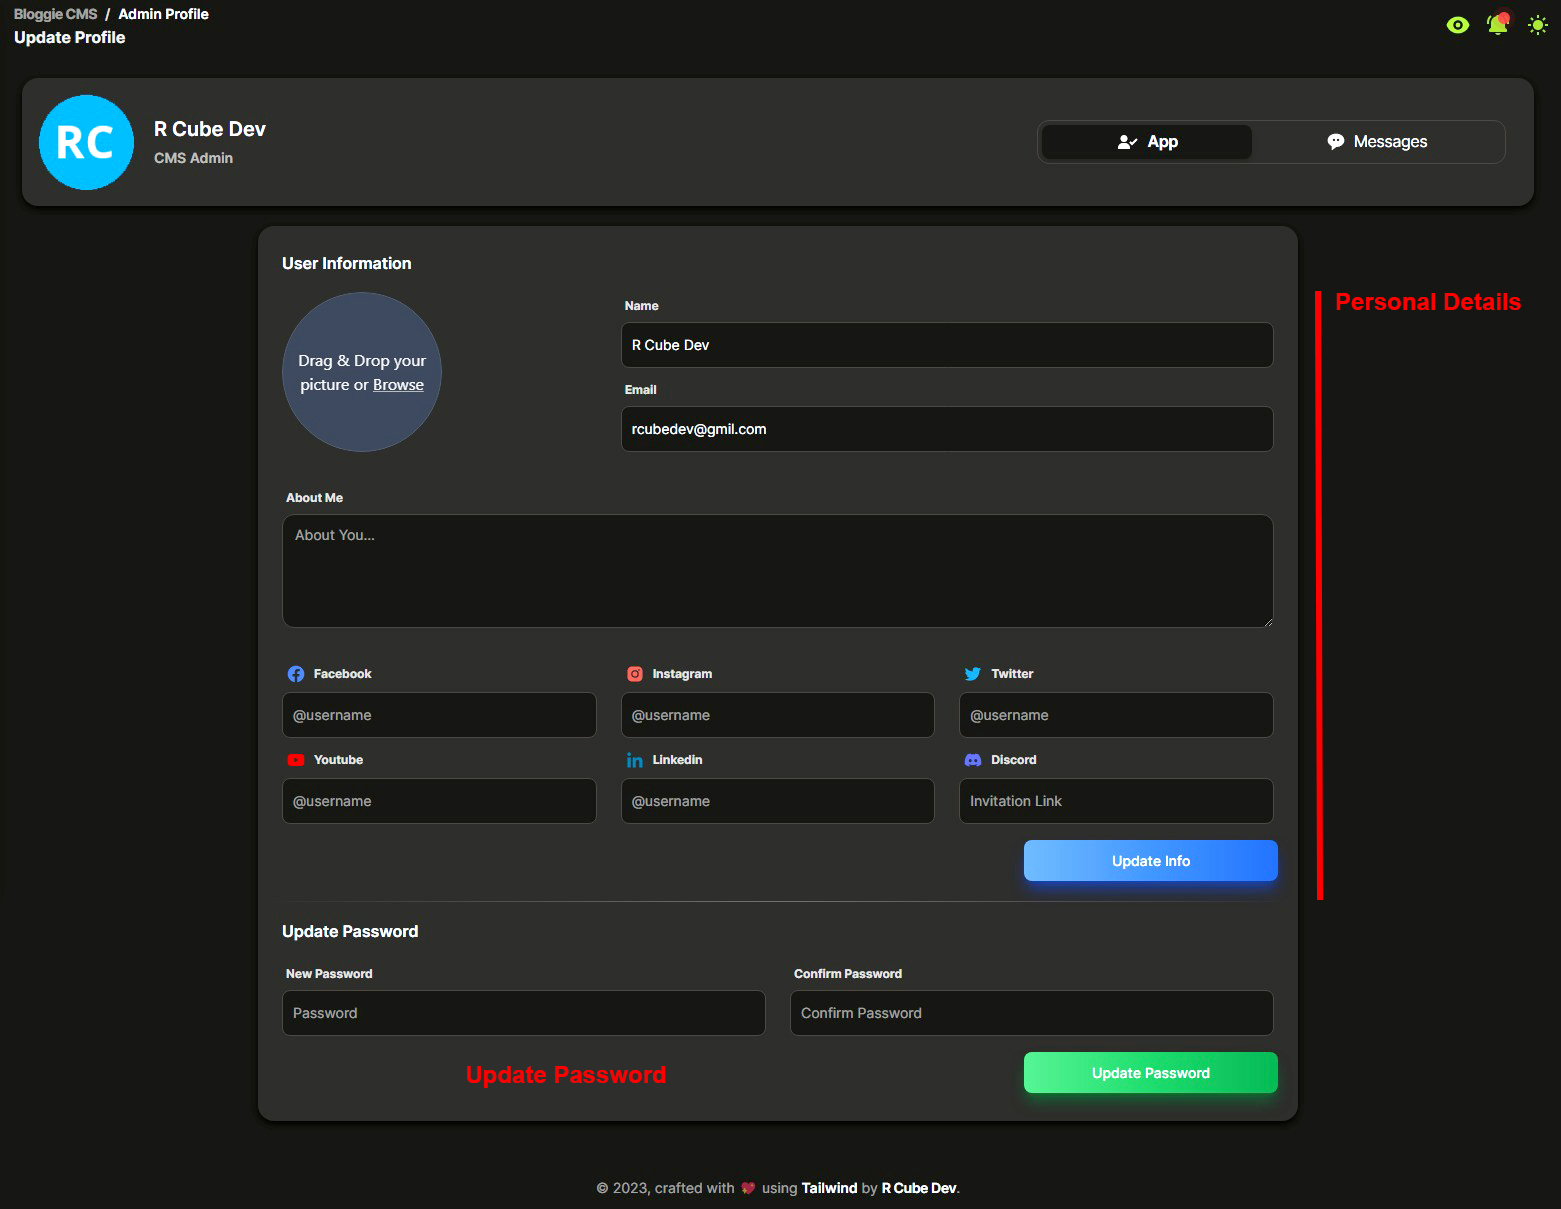 Bloggie CMS / Admin Profile
Update Profile
RC
R Cube Dev
CMS Admin
App
Messages
User Information
Personal Details
Drag & Drop your
picture or Browse
Name
R Cube Dev
Email
rcubedev@gmil.com
About Me
About You...
Facebook
Instagram
Twitter
@username
@username
@username
Youtube
Linkedin
Discord
@username
@username
Invitation Link
Update Info
Update Password
New Password
Confirm Password
Password
Confirm Password
Update Password
Update Password
© 2023, crafted with 💖 using Tailwind by R Cube Dev.